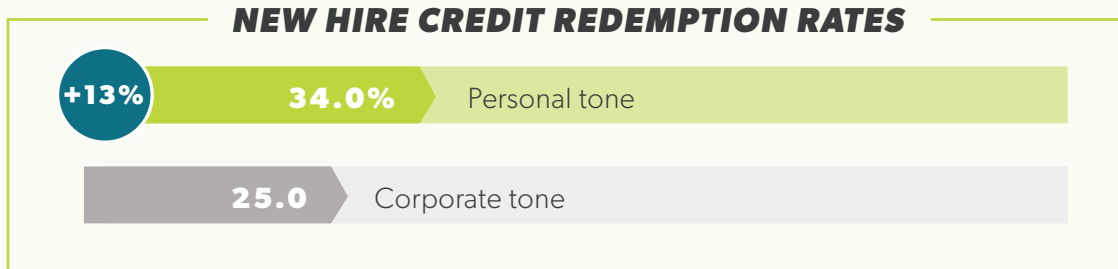 NEW HIRE CREDIT REDEMPTION RATES
+13% 34.0% Personal tone
25.0 Corporate tone